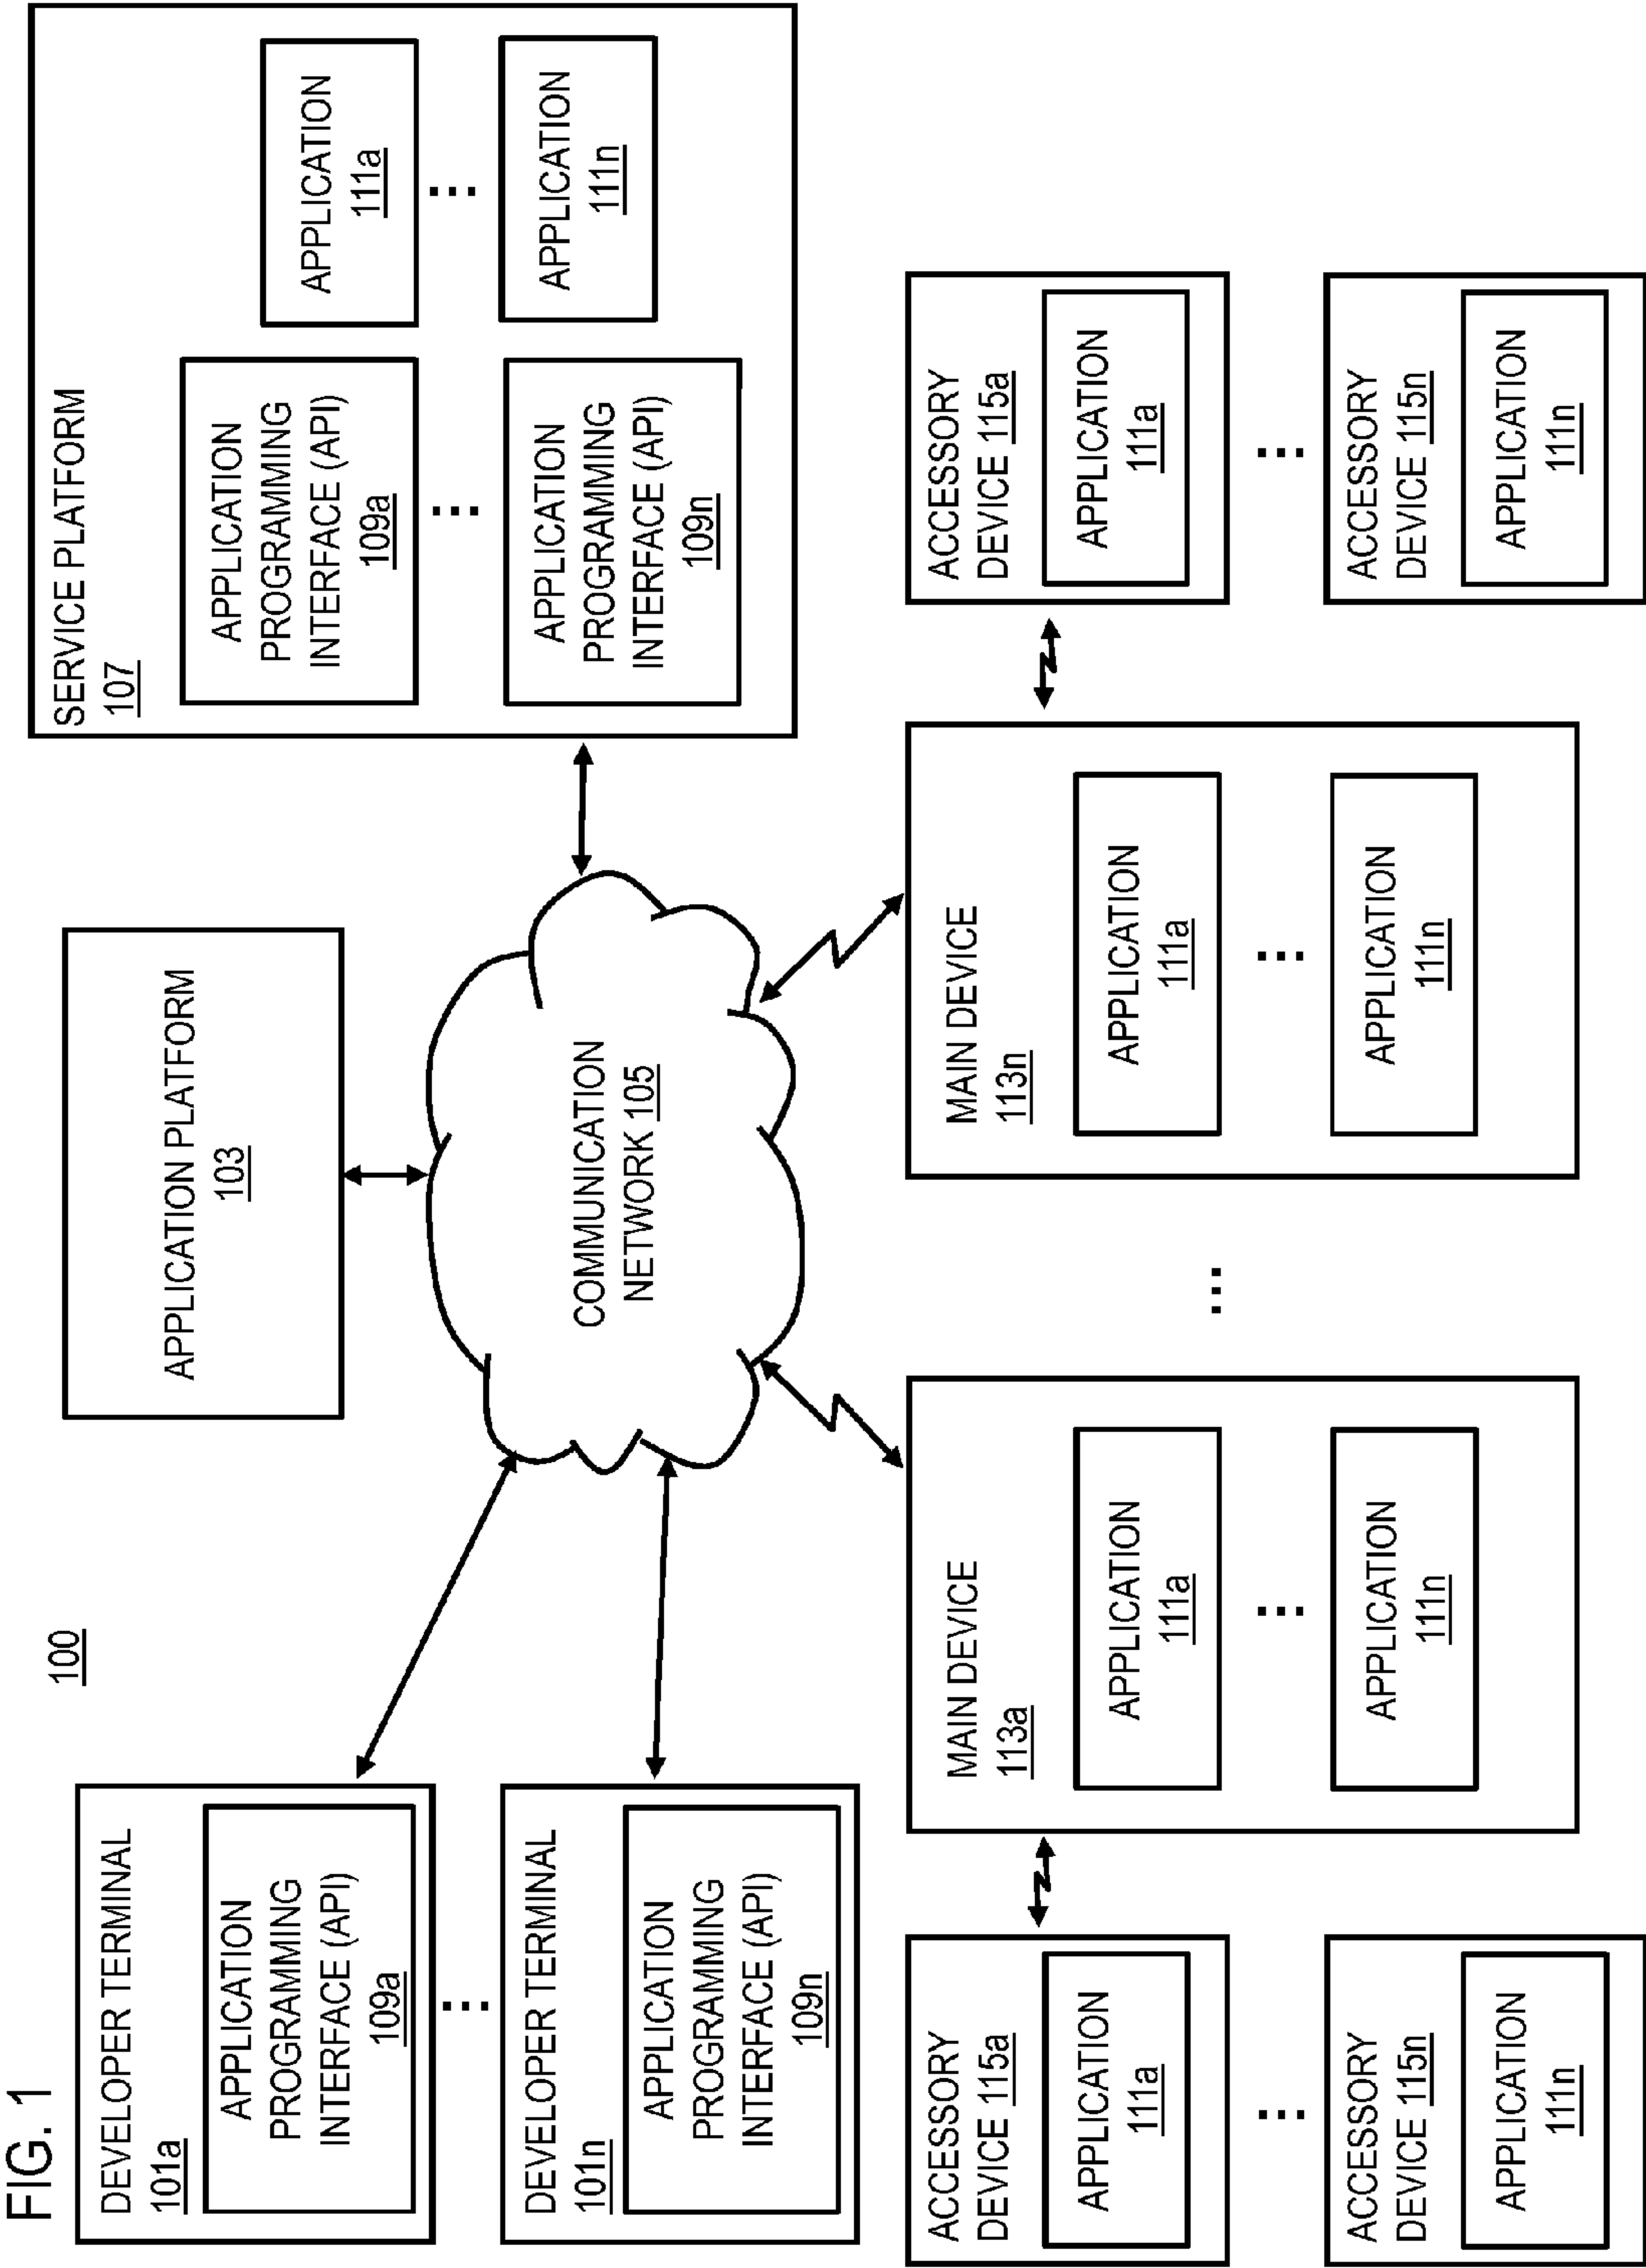 FIG. 1
100
DEVELOPER TERMINAL
101a
APPLICATION
PROGRAMMING
INTERFACE (API)
109a
...
DEVELOPER TERMINAL
101n
APPLICATION
PROGRAMMING
INTERFACE (API)
109n
APPLICATION PLATFORM
103
COMMUNICATION
NETWORK 105
SERVICE PLATFORM
107
APPLICATION
PROGRAMING
INTERFACE (API)
109a
...
APPLICATION
PROGRAMING
INTERFACE (API)
109n
APPLICATION
111a
...
APPLICATION
111n
ACCESSORY
DEVICE 115a
APPLICATION
111a
...
ACCESSORY
DEVICE 115n
APPLICATION
111n
MAIN DEVICE
113a
APPLICATION
111a
...
APPLICATION
111n
...
MAIN DEVICE
113n
APPLICATION
111a
...
APPLICATION
111n
ACCESSORY
DEVICE 115a
APPLICATION
111a
...
ACCESSORY
DEVICE 115n
APPLICATION
111n